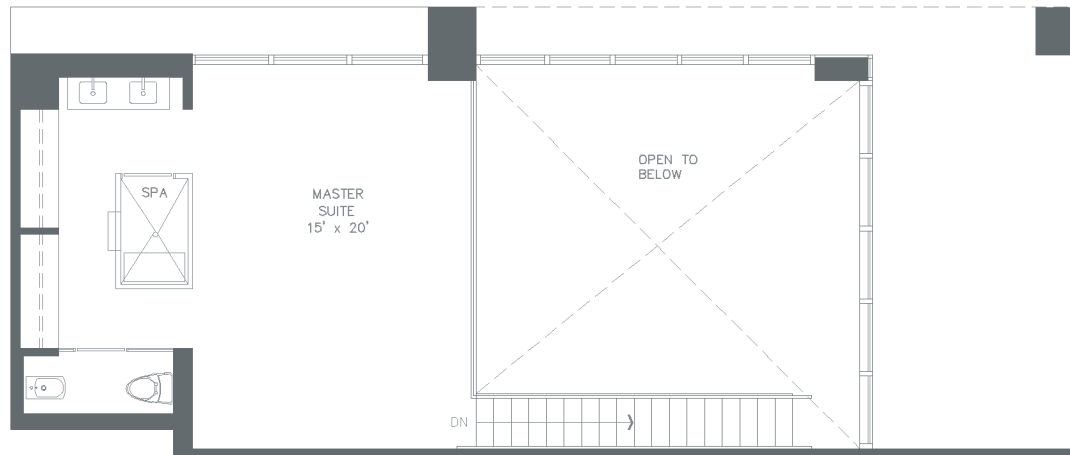 OPEN TO
BELOW
SPA
MASTER
SUITE
15' x 20'
DN